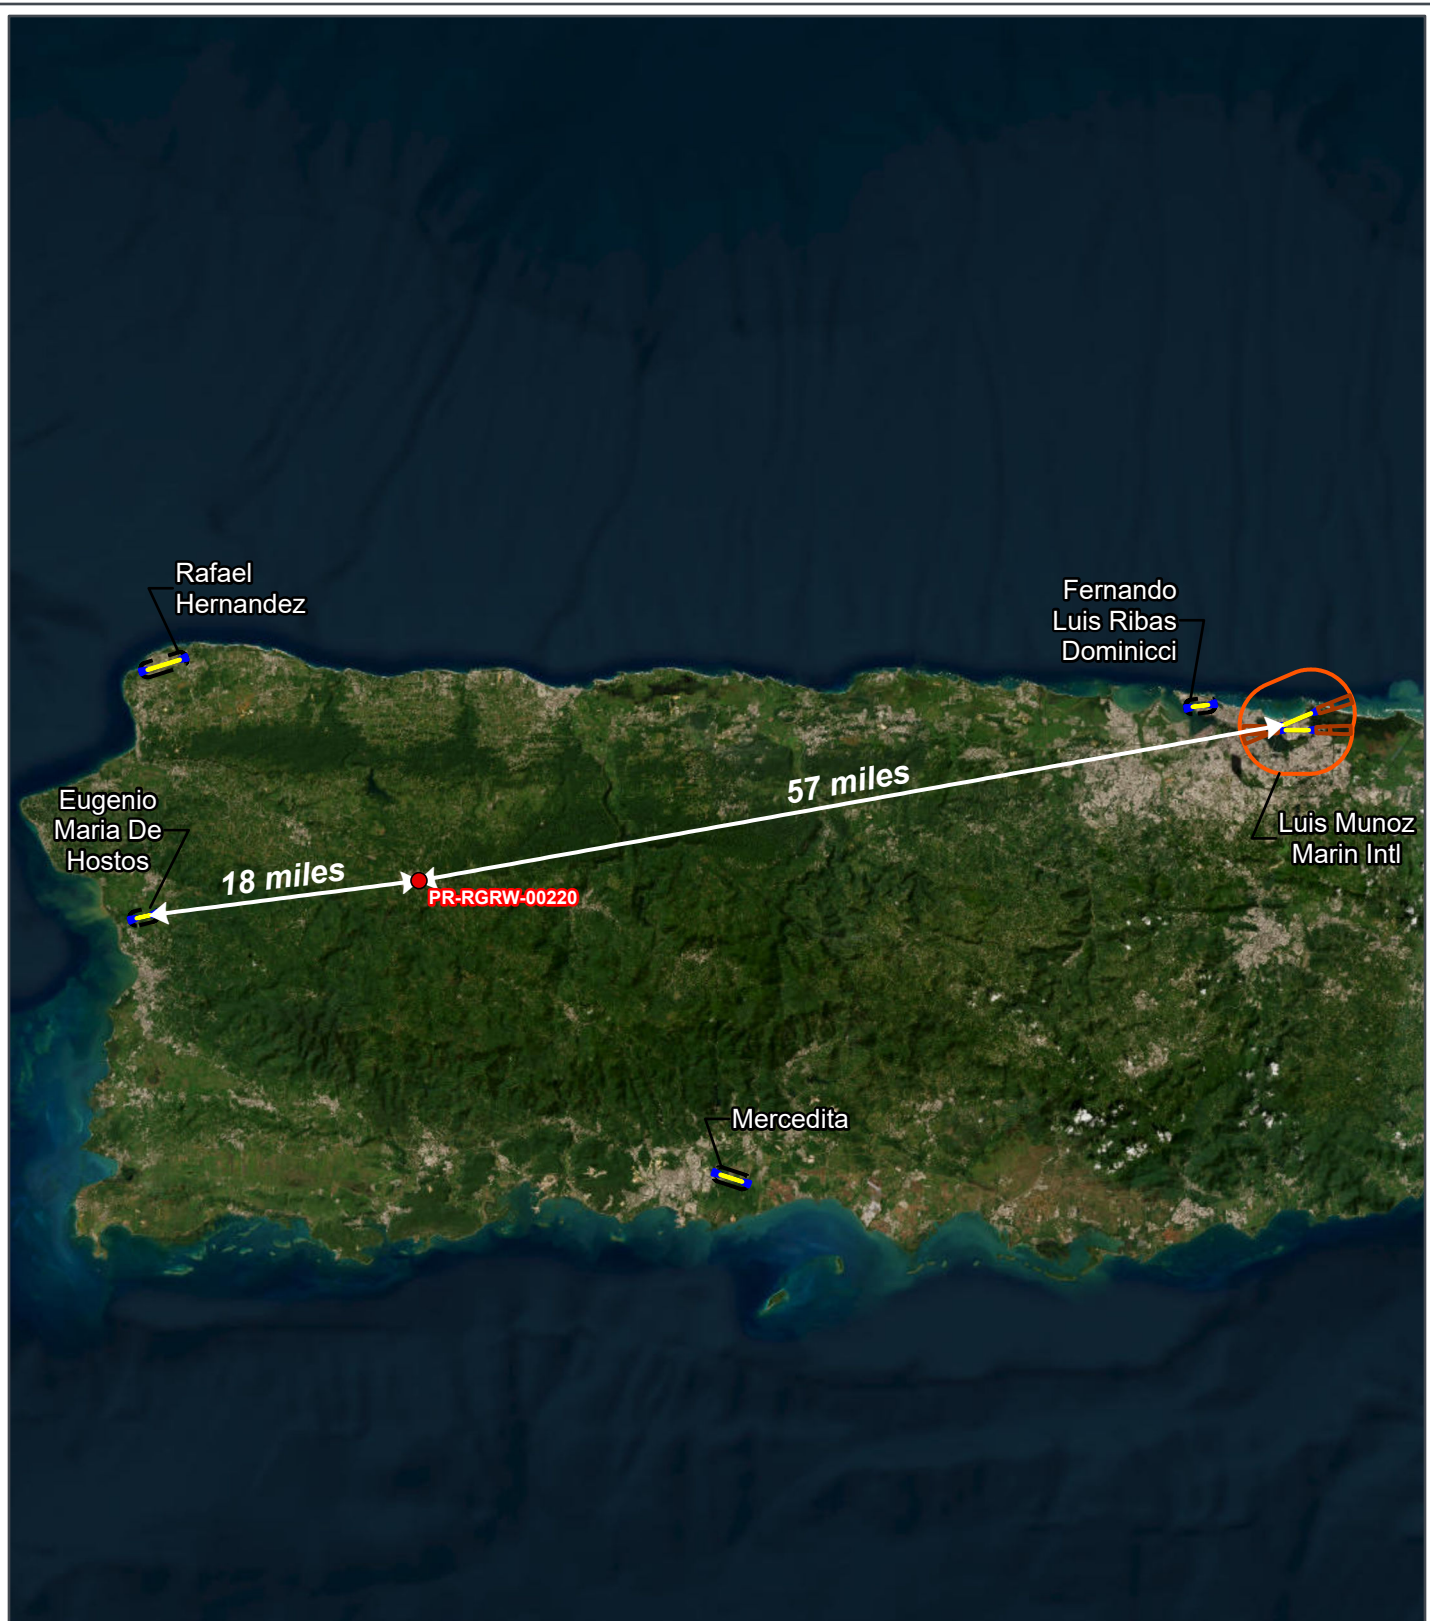 Rafael
Hernandez
Fernando
Luis Ribas
Dominicci
57 miles
Eugenio
Maria De
Hostos
Luis Munoz
Marin Intl
18 miles
PR-RGRW-00220
Mercedita